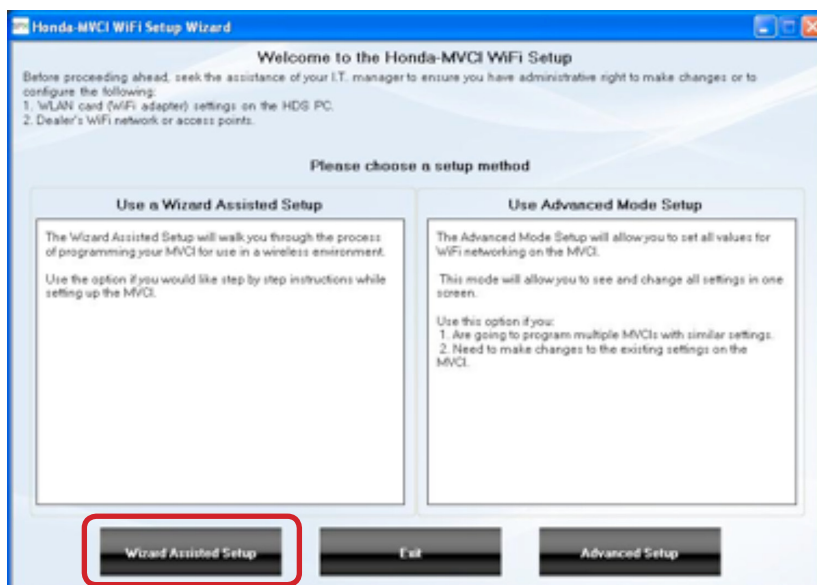 Honda-MVCI WiFi Setup Wizard
Welcome to the Honda-MVCI WiFi Setup
Before proceeding ahead, seek the assistance of your I.T. manager to ensure you have administrative right to make changes or to
configure the following:
1. WLAN card (WiFi adapter) settings on the HDS PC.
2. Dealer's WiFi network or access points.
Please choose a setup method
Use a Wizard Assisted Setup
The Wizard Assisted Setup will walk you through the process
of programming your MVCI for use in a wireless environment.
Use the option if you would like step by step instructions while
setting up the MVCI.
Use Advanced Mode Setup
The Advanced Mode Setup will allow you to set all values for
WiFi networking on the MVCI.
This mode will allow you to see and change all settings in one
screen.
Use this option if you:
1. Are going to program multiple MVCIs with similar settings.
2. Need to make changes to the existing settings on the
MVCI.
Wizard Assisted Setup
Exit
Advanced Setup